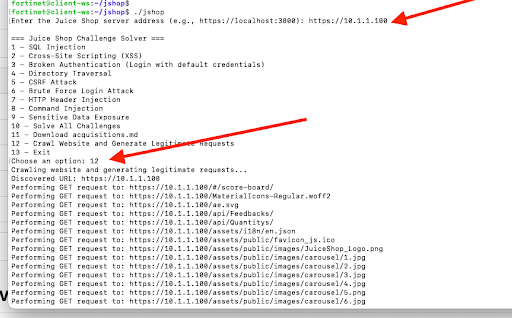 fortinet@client-ws:~/jshop$
fortinet@client-ws:~/jshop$ ./jshop
Enter the Juice Shop server address (e.g., https://localhost:3000): https://10.1.1.100
=== Juice Shop Challenge Solver ===
1 – SQL Injection
2 – Cross-Site Scripting (XSS)
3 – Broken Authentication (Login with default credentials)
4 – Directory Traversal
5 – CSRF Attack
6 – Brute Force Login Attack
7 – HTTP Header Injection
8 – Command Injection
9 – Sensitive Data Exposure
10 – Solve All Challenges
11 – Download acquisitions.md
12 – Crawl Website and Generate Legitimate Requests
13 – Exit
Choose an option: 12
Crawling website and generating legitimate requests...
Discovered URL: https://10.1.1.100
Performing GET request to: https://10.1.1.100/#/score-board/
Performing GET request to: https://10.1.1.100/MaterialIcons-Regular.woff2
Performing GET request to: https://10.1.1.100/ae.svg
Performing GET request to: https://10.1.1.100/api/Feedbacks/
Performing GET request to: https://10.1.1.100/api/Quantitys/
Performing GET request to: https://10.1.1.100/assets/i18n/en.json
Performing GET request to: https://10.1.1.100/assets/public/favicon_js.ico
Performing GET request to: https://10.1.1.100/assets/public/images/JuiceShop_Logo.png
Performing GET request to: https://10.1.1.100/assets/public/images/carousel/1.jpg
Performing GET request to: https://10.1.1.100/assets/public/images/carousel/2.jpg
Performing GET request to: https://10.1.1.100/assets/public/images/carousel/3.jpg
Performing GET request to: https://10.1.1.100/assets/public/images/carousel/4.jpg
Performing GET request to: https://10.1.1.100/assets/public/images/carousel/5.png
Performing GET request to: https://10.1.1.100/assets/public/images/carousel/6.jpg